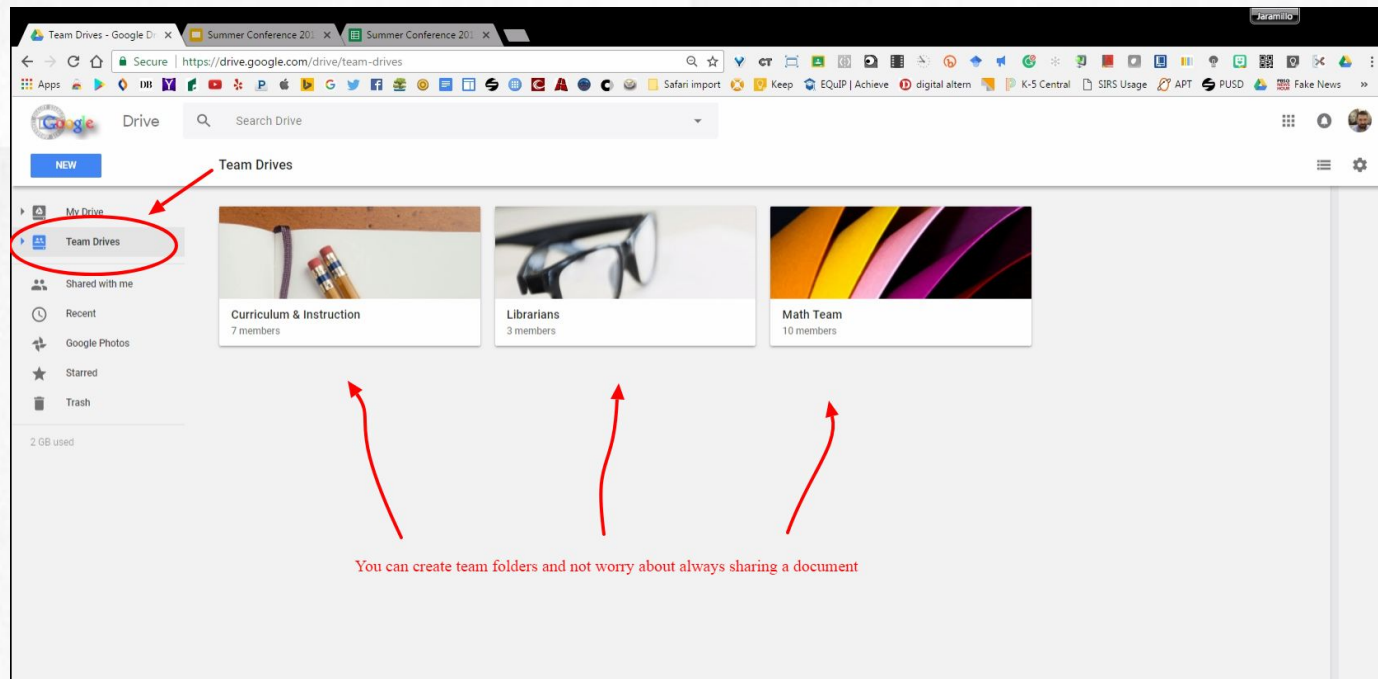 Jaramillo
Team Drives - Google Dr
Summer Conference 201
Summer Conference 201
Secure https://drive.google.com/drive/team-drives
Apps DB Safari import Keep EQuIP | Achieve digital altern K-5 Central SIRS Usage APT PUSD Fake News »
Google Drive Search Drive
NEW Team Drives
My Drive
Team Drives
Shared with me
Recent
Google Photos
Starred
Trash
2 GB used
Curriculum & Instruction
7 members
Librarians
3 members
Math Team
10 members
You can create team folders and not worry about always sharing a document